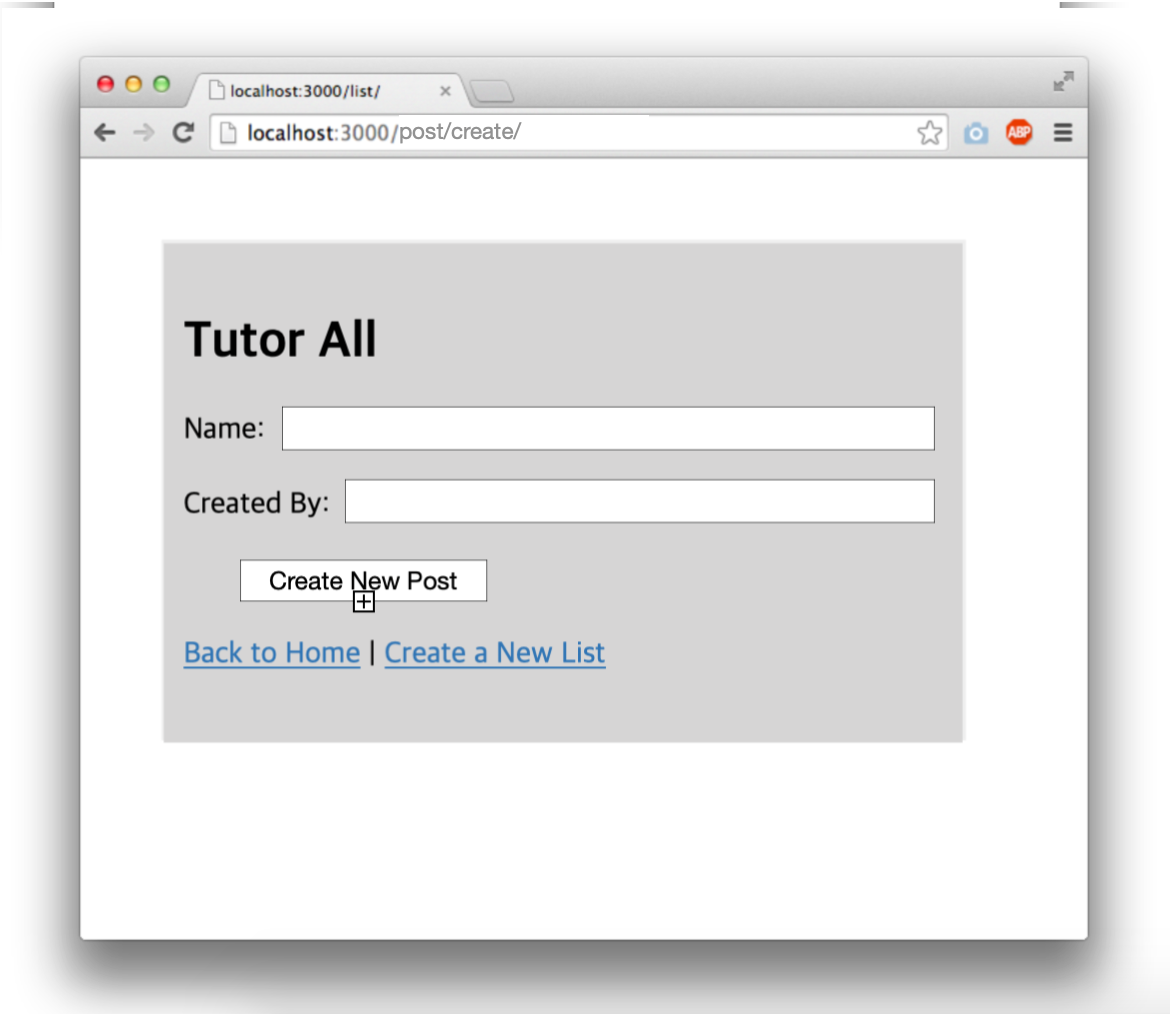 localhost:3000/list/
localhost:3000/post/create/
ABP
Tutor All
Name:
Created By:
Create New Post
Back to Home | Create a New List